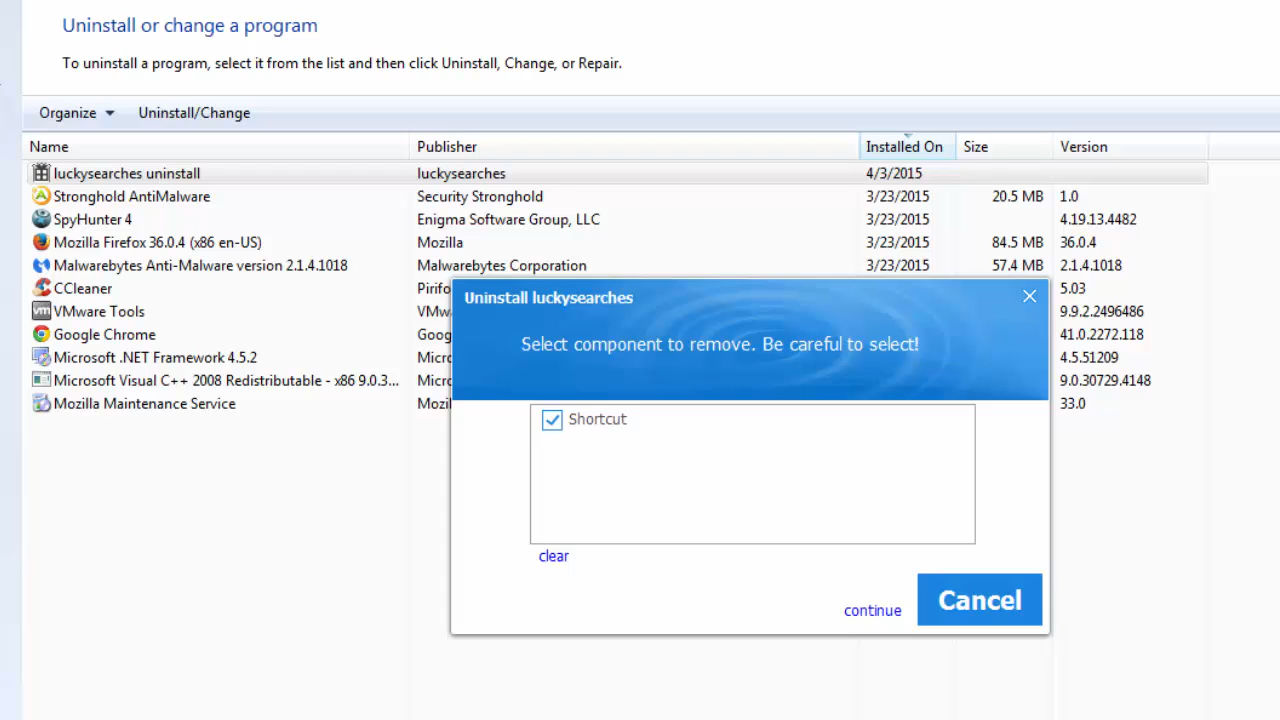 Uninstall or change a program
To uninstall a program, select it from the list and then click Uninstall, Change, or Repair.
Organize Uninstall/Change
Name Publisher Installed On Size Version
luckysearches uninstall luckysearches 4/3/2015
Stronghold AntiMalware Security Stronghold 3/23/2015 20.5 MB 1.0
SpyHunter 4 Enigma Software Group, LLC 3/23/2015 4.19.13.4482
Mozilla Firefox 36.0.4 (x86 en-US) Mozilla 3/23/2015 84.5 MB 36.0.4
Malwarebytes Anti-Malware version 2.1.4.1018 Malwarebytes Corporation 3/23/2015 57.4 MB 2.1.4.1018
CCleaner Pirifo 5.03
VMware Tools VMw 9.9.2.2496486
Google Chrome Goog 41.0.2272.118
Microsoft .NET Framework 4.5.2 Micro 4.5.51209
Microsoft Visual C++ 2008 Redistributable - x86 9.0.3... Micro 9.0.30729.4148
Mozilla Maintenance Service Mozil 33.0
Uninstall luckysearches
Select component to remove. Be careful to select!
Shortcut
clear
continue Cancel